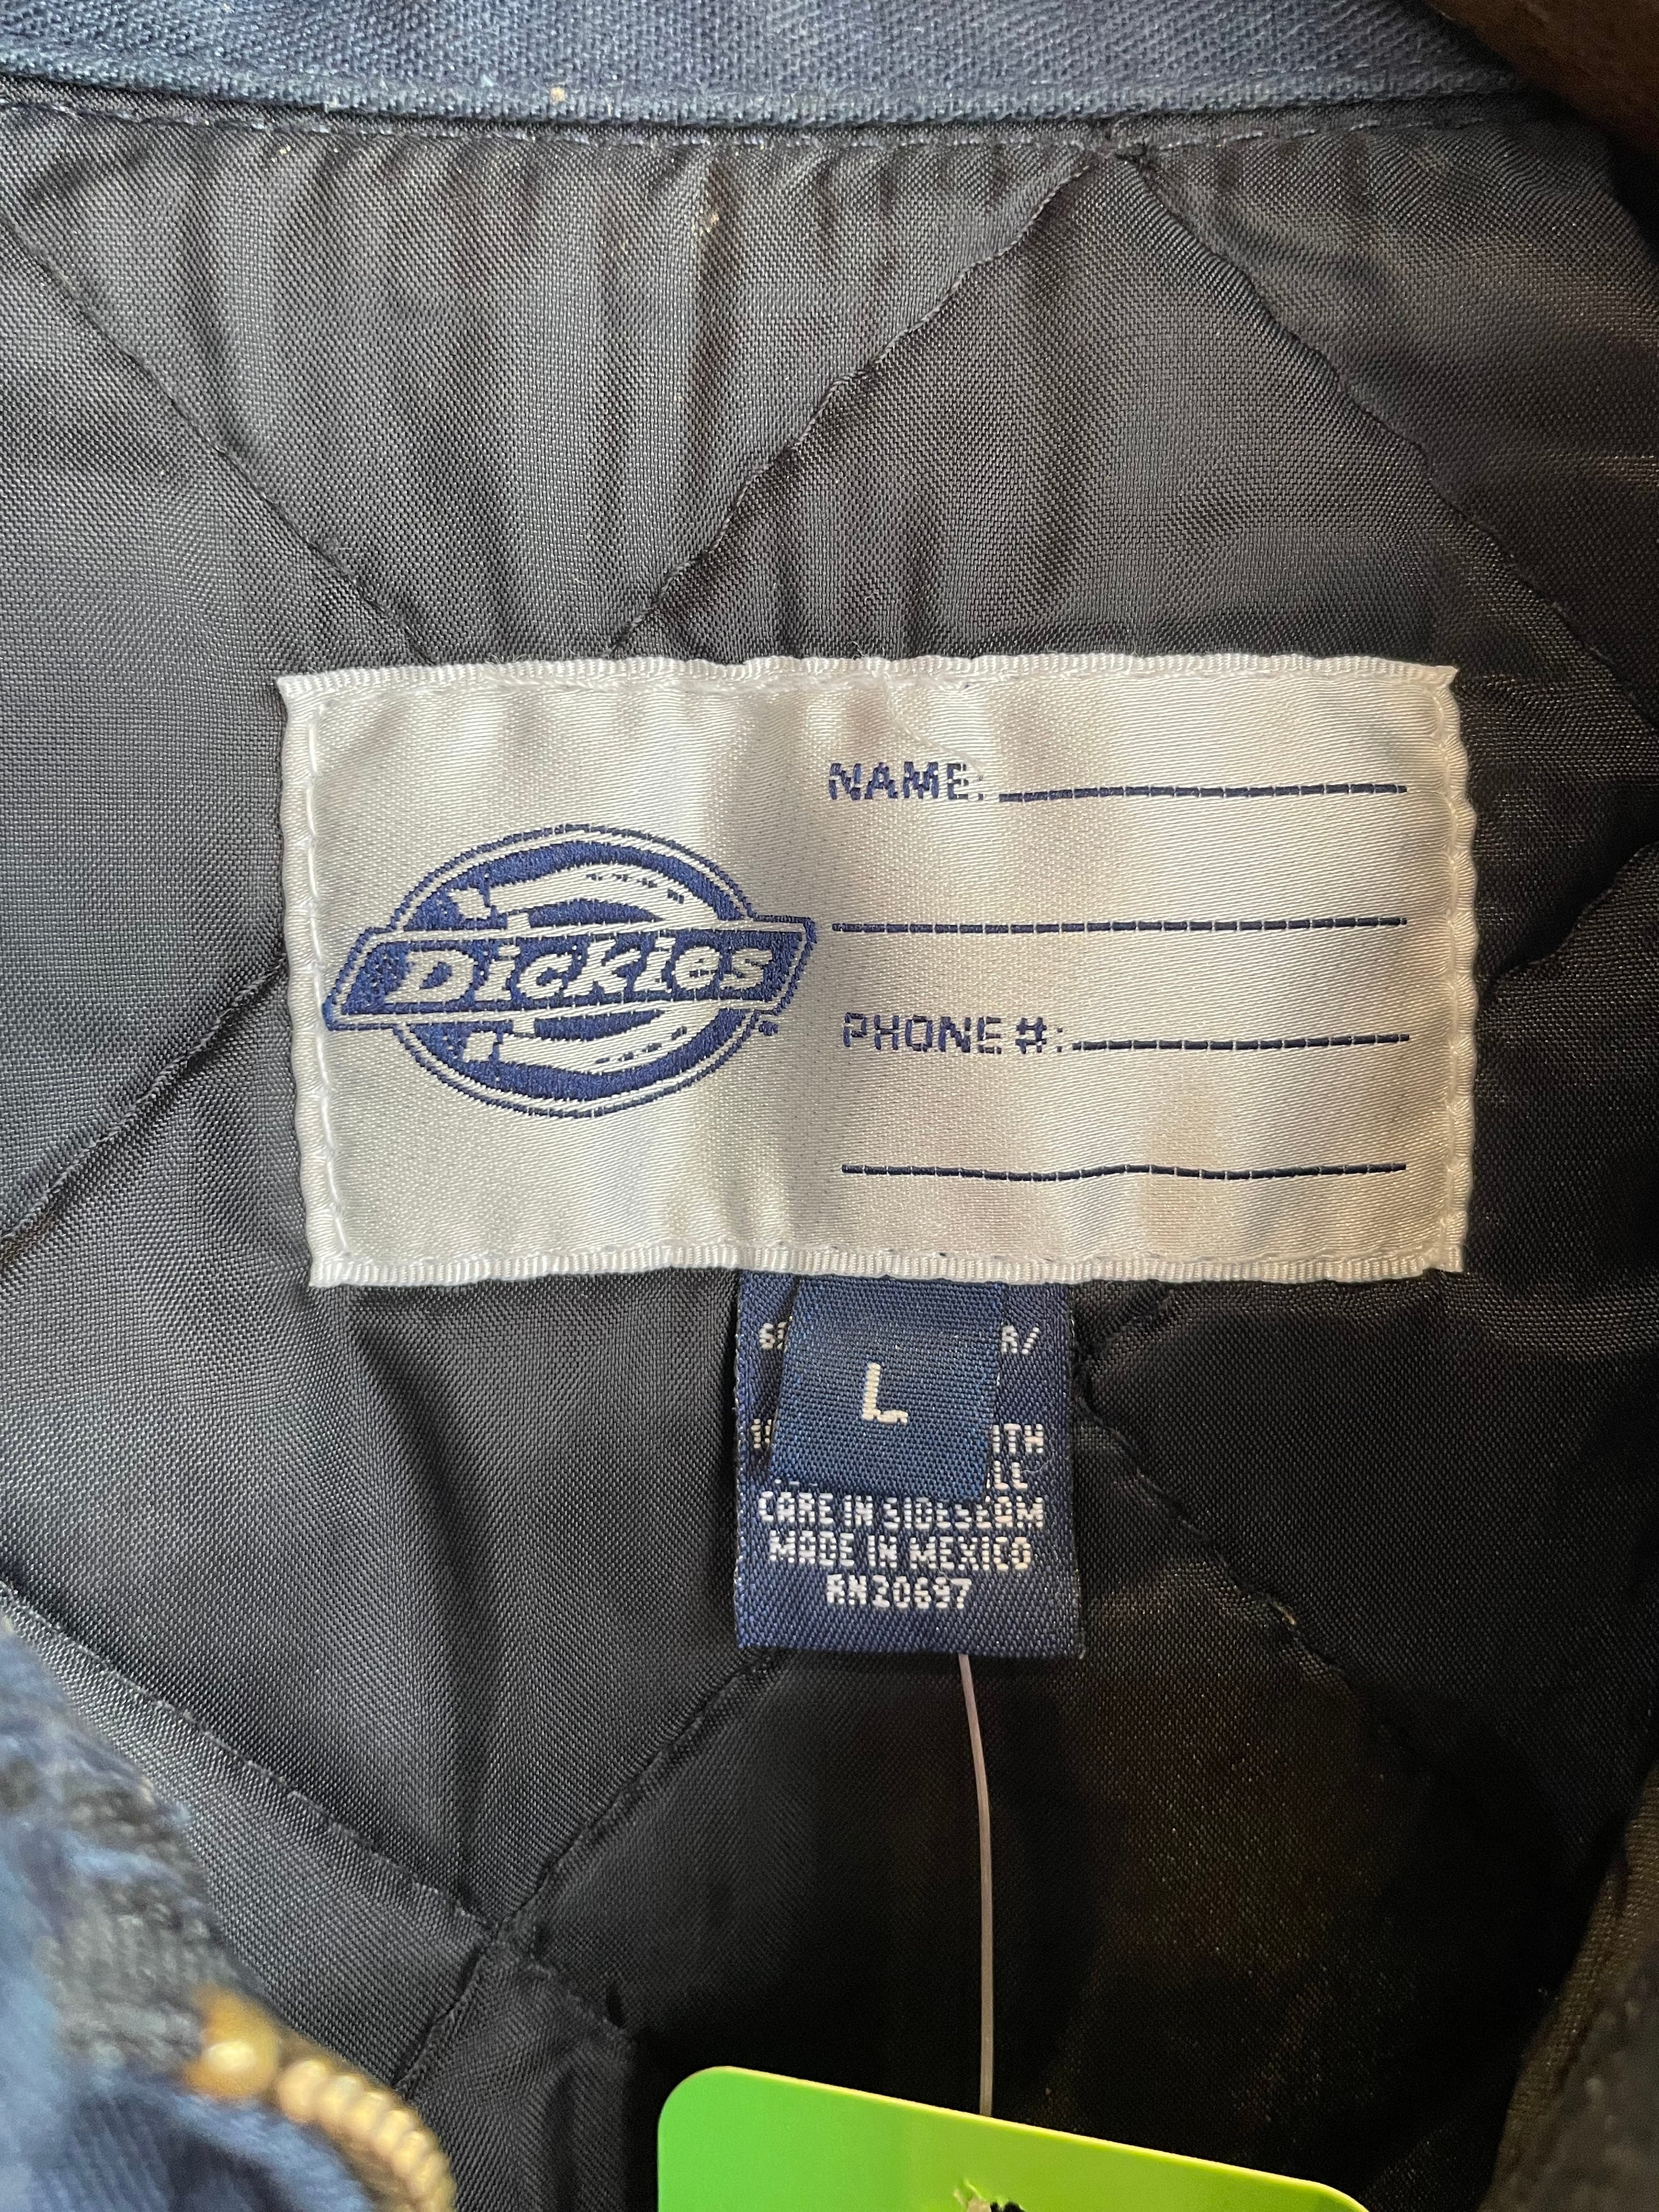 NAME:
Dickies
PHONE #:
L
CARE IN SIDESEAM
MADE IN MEXICO
RN20697